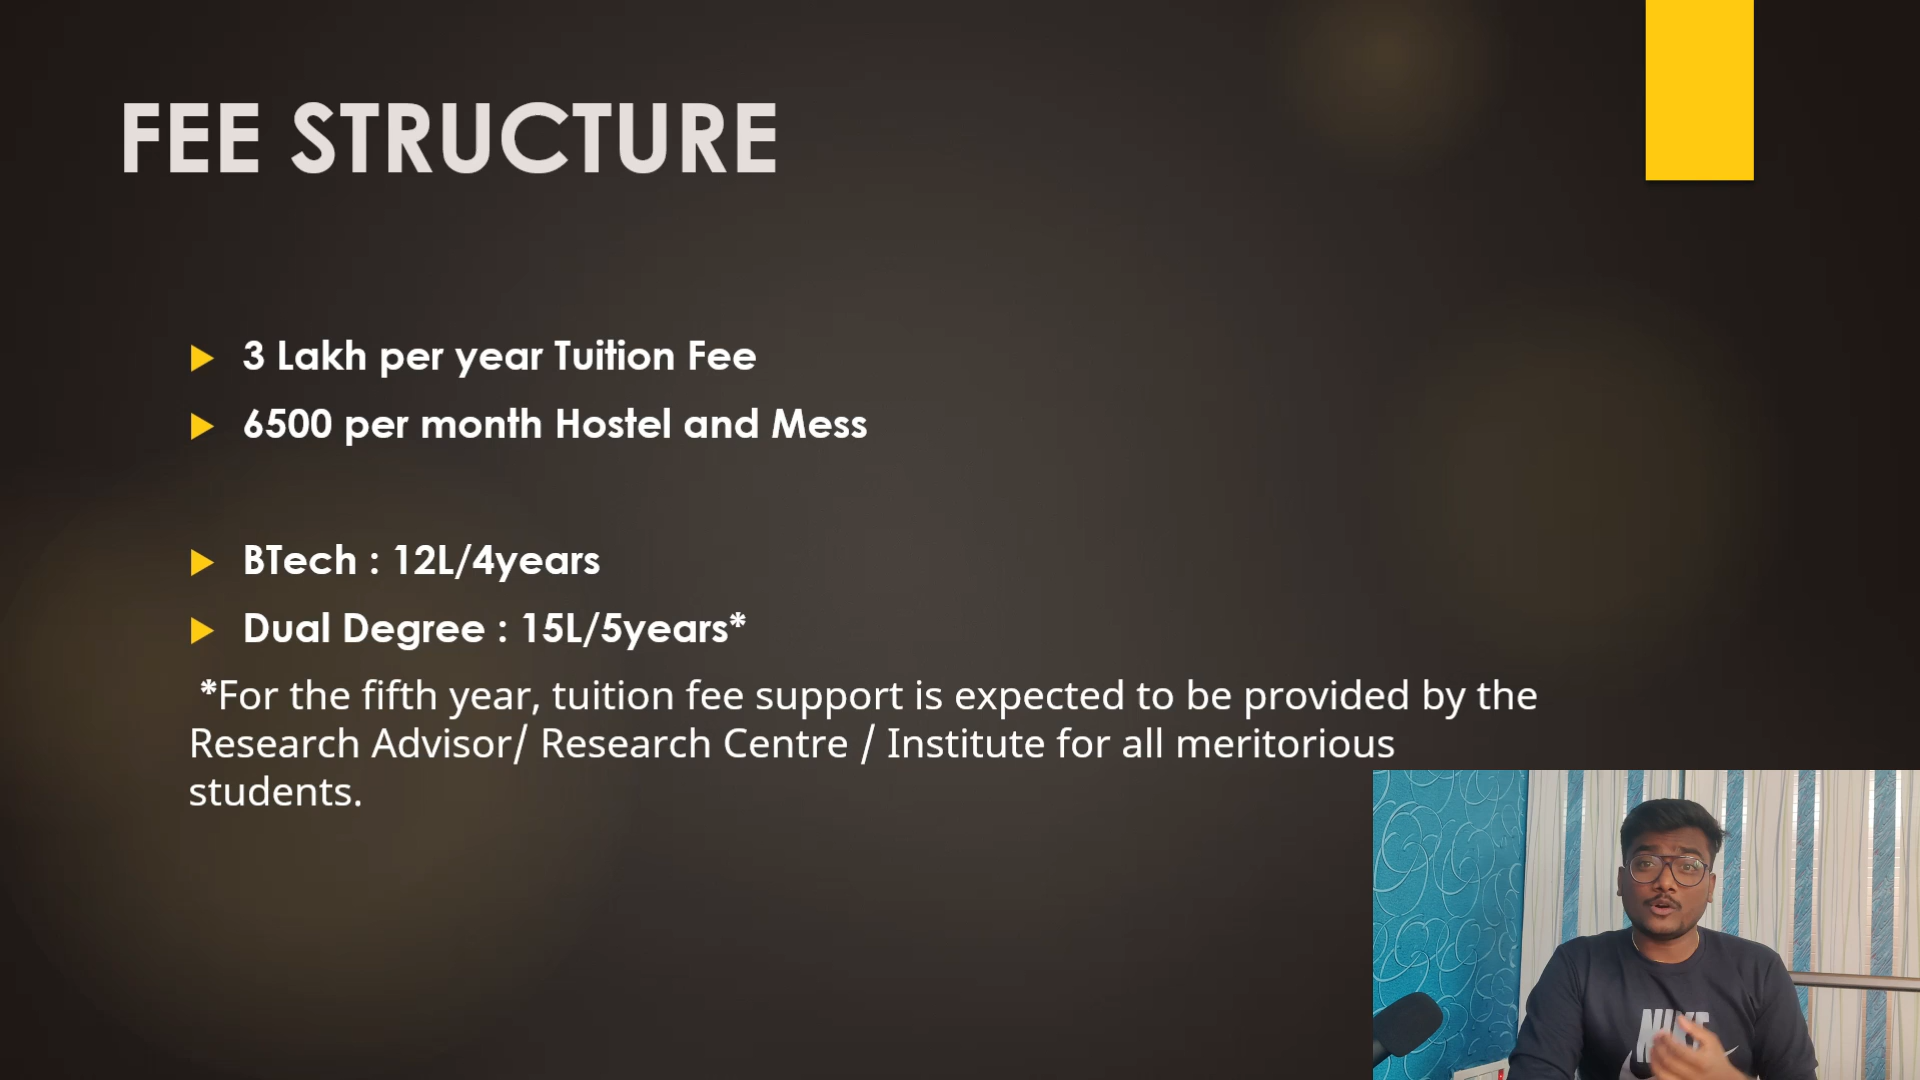 FEE STRUCTURE
3 Lakh per year Tuition Fee
6500 per month Hostel and Mess
BTech : 12L/4years
Dual Degree : 15L/5years*
*For the fifth year, tuition fee support is expected to be provided by the
Research Advisor/ Research Centre / Institute for all meritorious
students.
NIKE